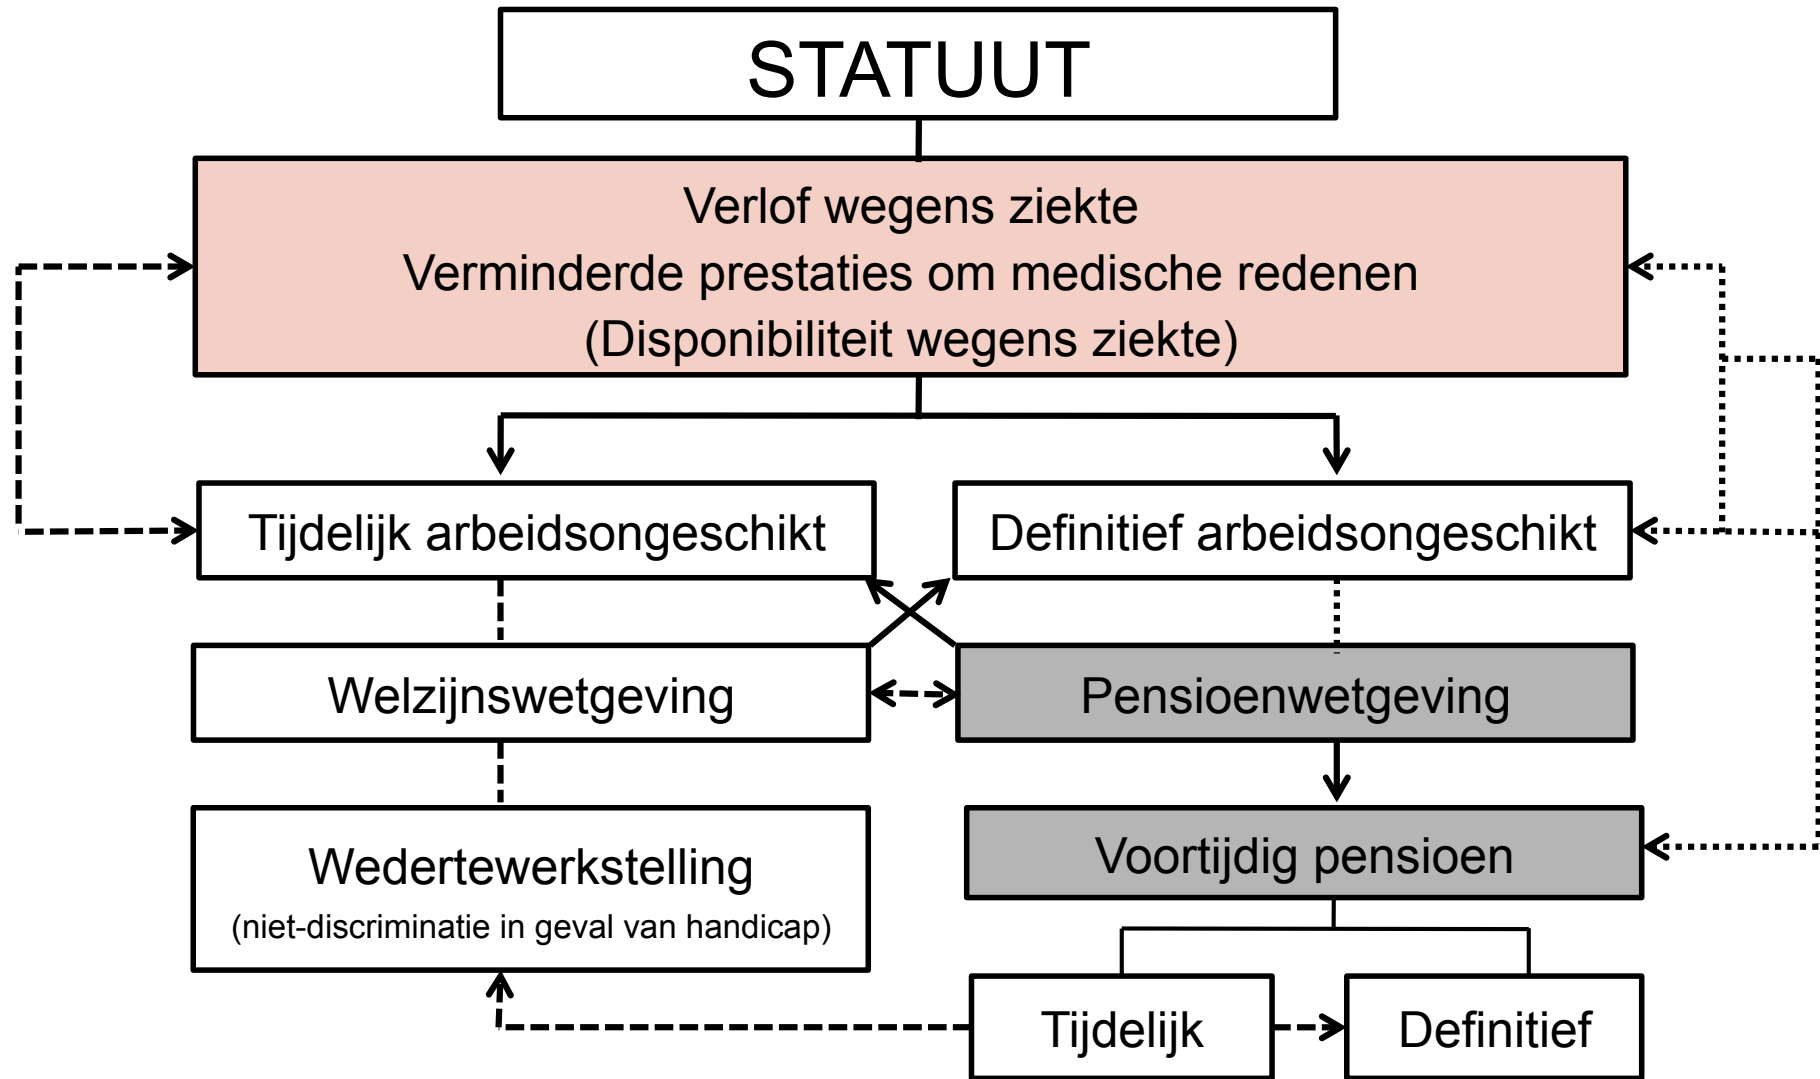 STATUUT
Verlof wegens ziekte
Verminderde prestaties om medische redenen
(Disponibiliteit wegens ziekte)
Tijdelijk arbeidsongeschikt
Definitief arbeidsongeschikt
Welzijnswetgeving
Pensioenwetgeving
Wedertewerkstelling
(niet-discriminatie in geval van handicap)
Voortijdig pensioen
Tijdelijk
Definitief